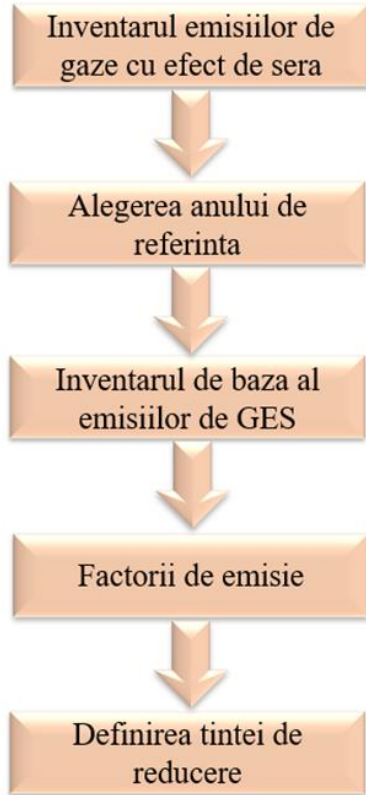 Inventarul emisiilor de
gaze cu efect de sera
Alegerea anului de
referinta
Inventarul de baza al
emisiilor de GES
Factorii de emisie
Definirea tintei de
reducere